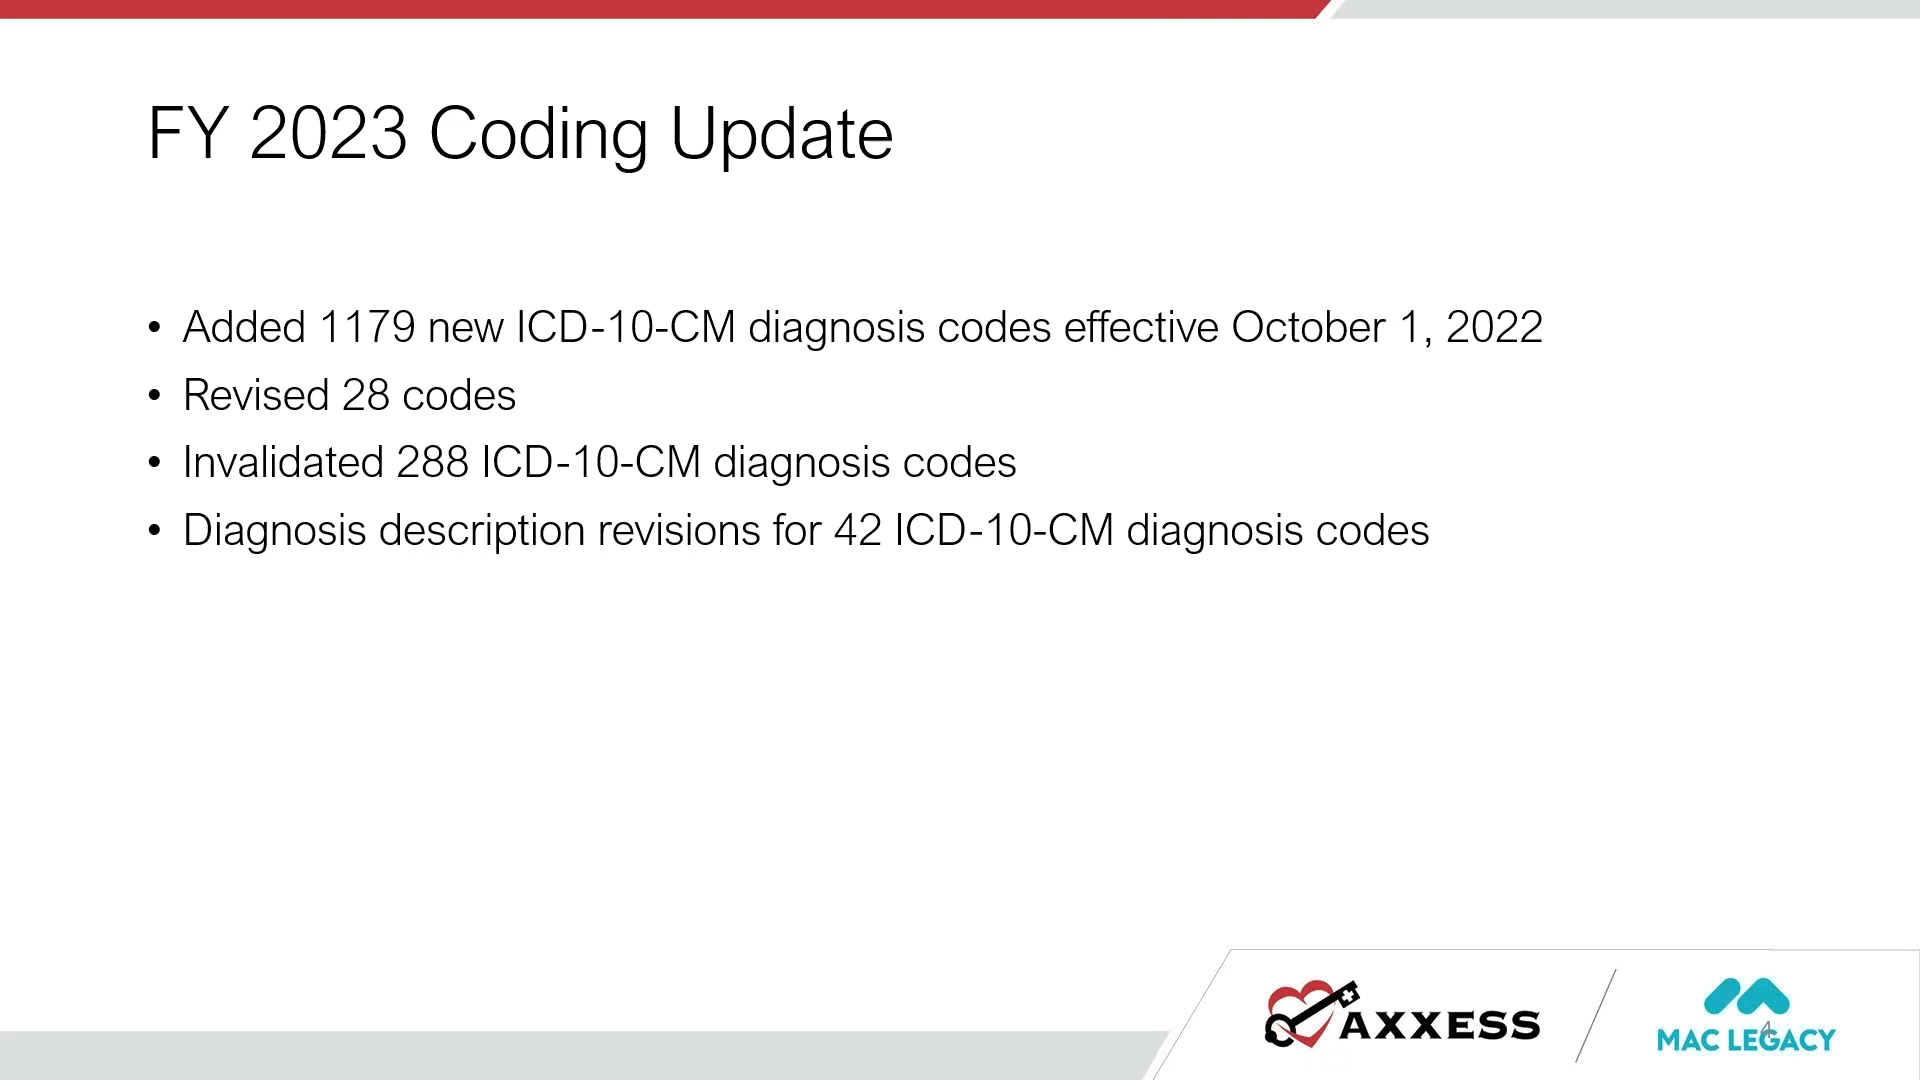 FY 2023 Coding Update
• Added 1179 new ICD-10-CM diagnosis codes effective October 1, 2022
• Revised 28 codes
• Invalidated 288 ICD-10-CM diagnosis codes
• Diagnosis description revisions for 42 ICD-10-CM diagnosis codes
AXXESS
MAC LEGACY
4